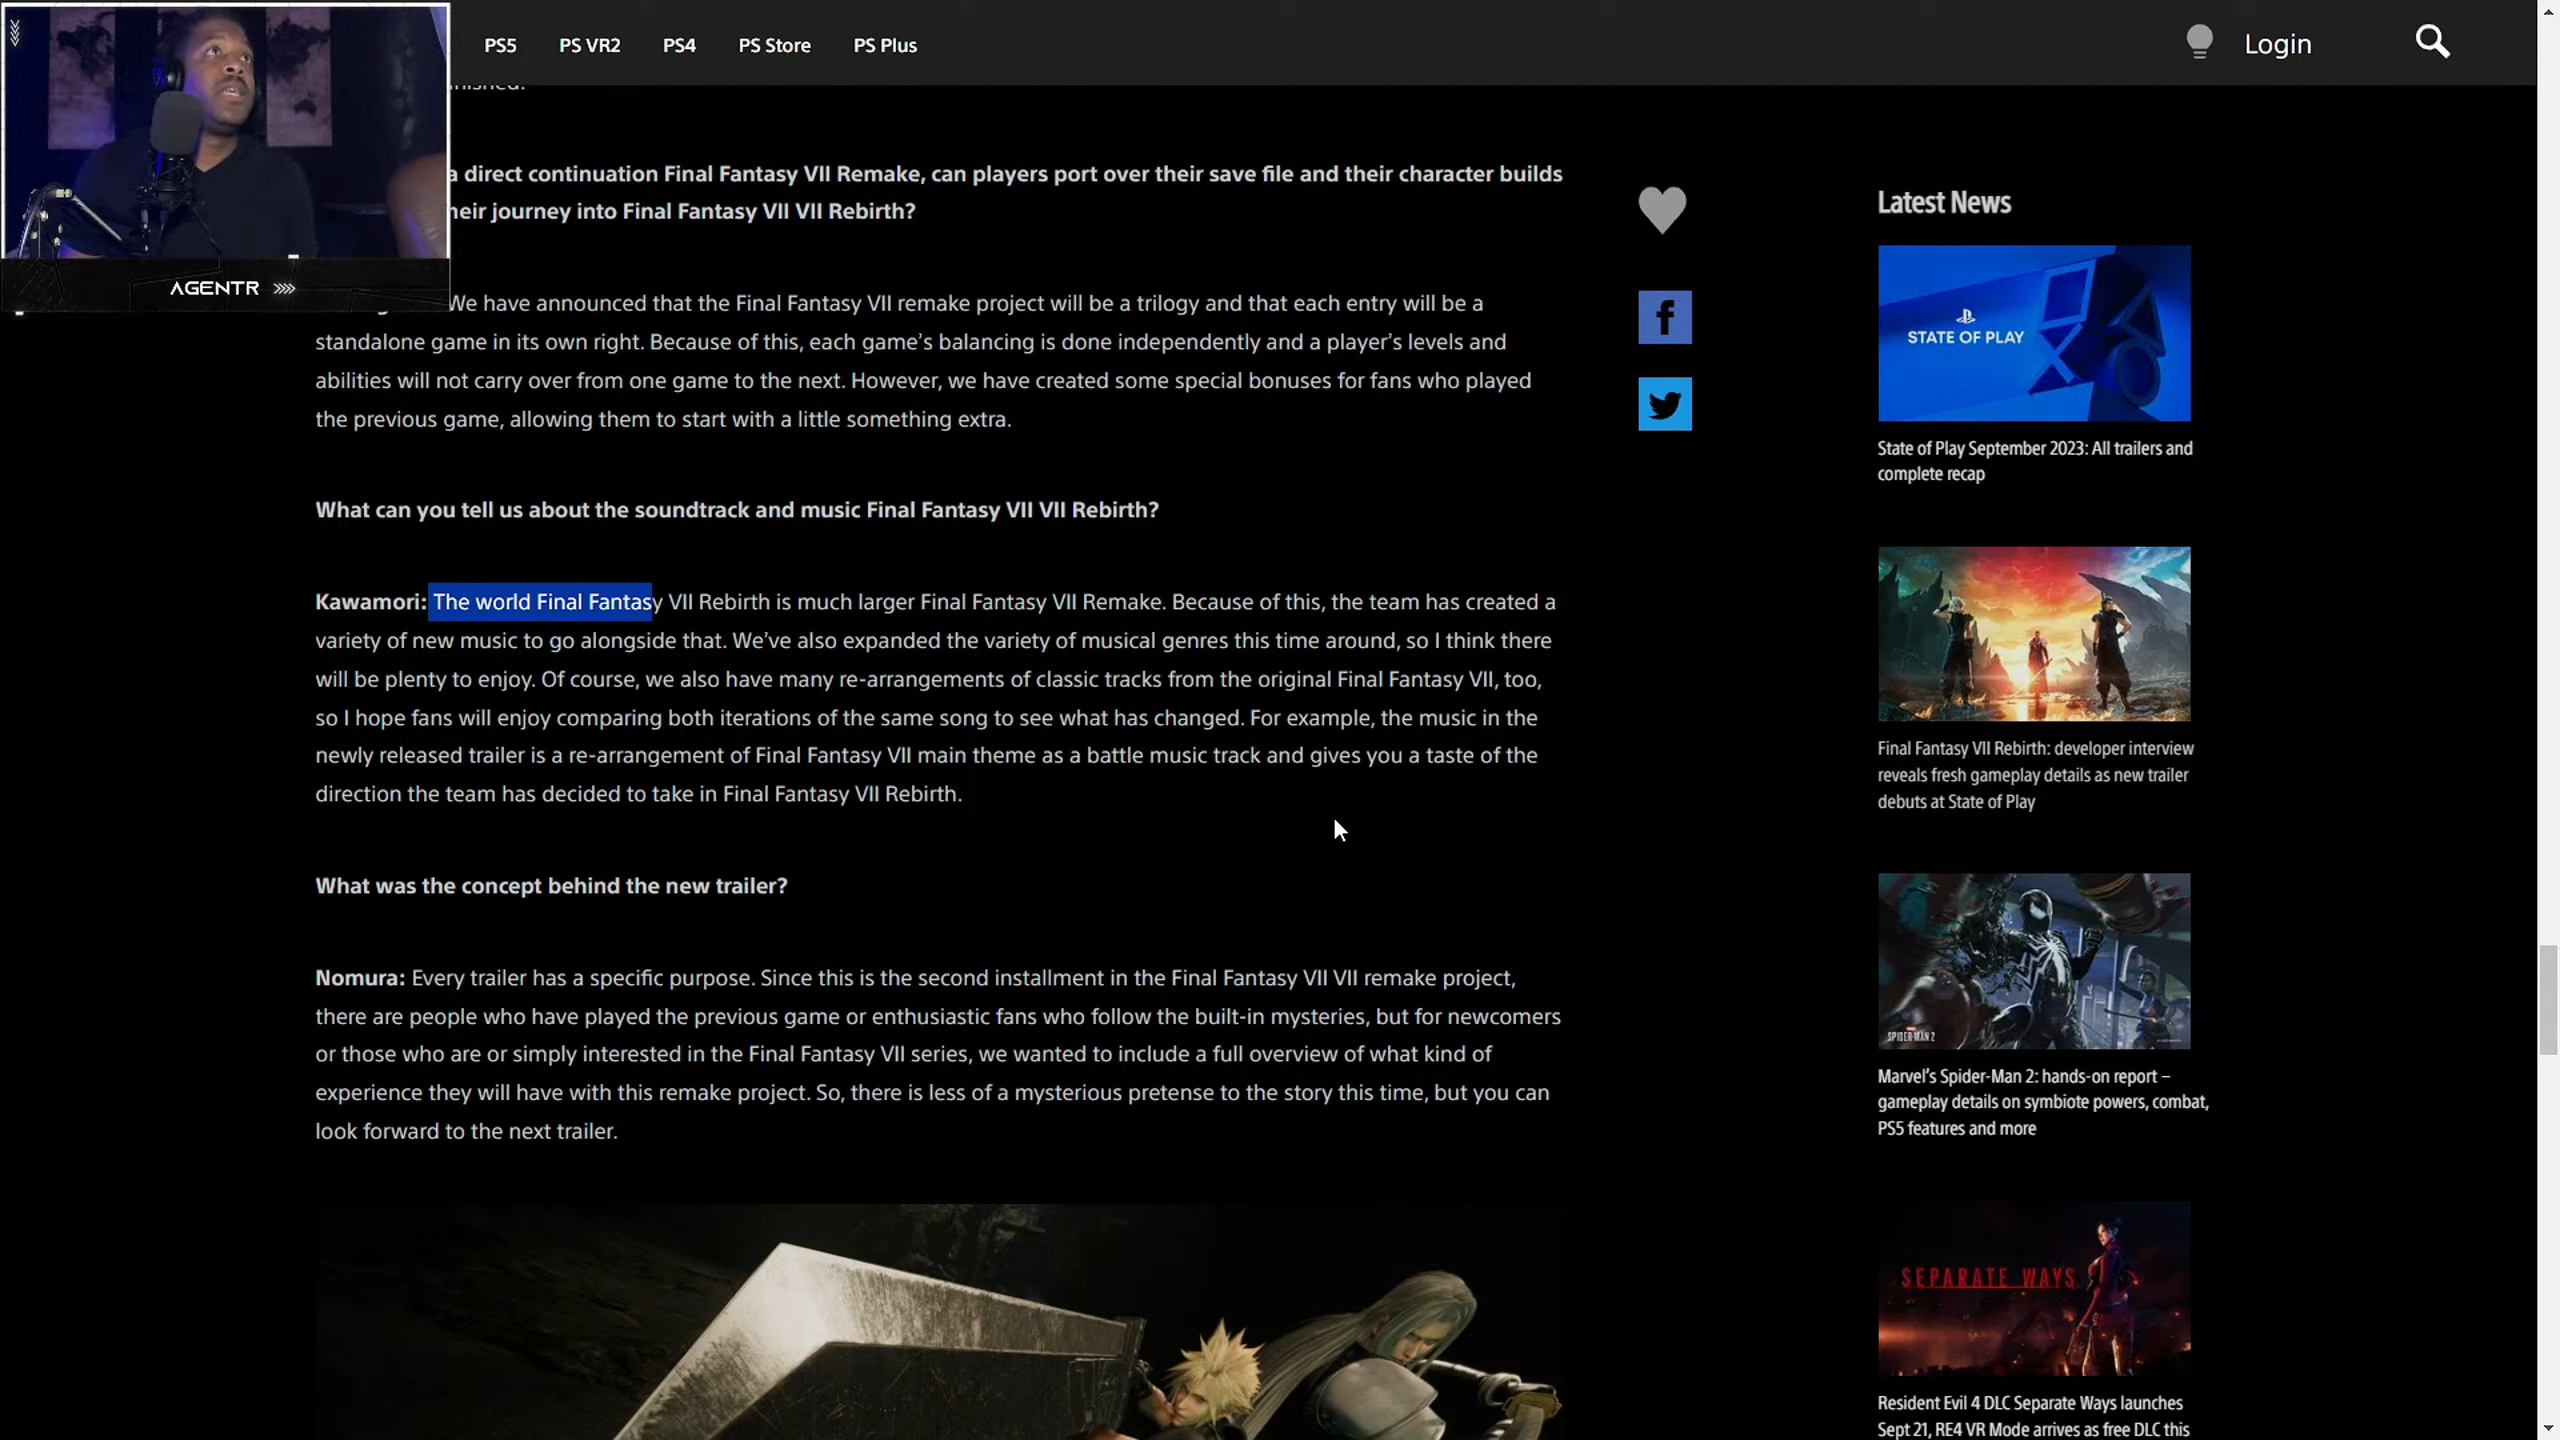 PS5 PS VR2 PS4 PS Store PS Plus
Login
AGENTR
a direct continuation Final Fantasy VII Remake, can players port over their save file and their character builds
heir journey into Final Fantasy VII VII Rebirth?
We have announced that the Final Fantasy VII remake project will be a trilogy and that each entry will be a
standalone game in its own right. Because of this, each game’s balancing is done independently and a player’s levels and
abilities will not carry over from one game to the next. However, we have created some special bonuses for fans who played
the previous game, allowing them to start with a little something extra.
What can you tell us about the soundtrack and music Final Fantasy VII VII Rebirth?
Kawamori: The world Final Fantasy VII Rebirth is much larger Final Fantasy VII Remake. Because of this, the team has created a
variety of new music to go alongside that. We’ve also expanded the variety of musical genres this time around, so I think there
will be plenty to enjoy. Of course, we also have many re-arrangements of classic tracks from the original Final Fantasy VII, too,
so I hope fans will enjoy comparing both iterations of the same song to see what has changed. For example, the music in the
newly released trailer is a re-arrangement of Final Fantasy VII main theme as a battle music track and gives you a taste of the
direction the team has decided to take in Final Fantasy VII Rebirth.
What was the concept behind the new trailer?
Nomura: Every trailer has a specific purpose. Since this is the second installment in the Final Fantasy VII VII remake project,
there are people who have played the previous game or enthusiastic fans who follow the built-in mysteries, but for newcomers
or those who are or simply interested in the Final Fantasy VII series, we wanted to include a full overview of what kind of
experience they will have with this remake project. So, there is less of a mysterious pretense to the story this time, but you can
look forward to the next trailer.
Latest News
STATE OF PLAY
State of Play September 2023: All trailers and
complete recap
Final Fantasy VII Rebirth: developer interview
reveals fresh gameplay details as new trailer
debuts at State of Play
SPIDER-MAN 2
Marvel’s Spider-Man 2: hands-on report –
gameplay details on symbiote powers, combat,
PS5 features and more
SEPARATE WAYS
Resident Evil 4 DLC Separate Ways launches
Sept 21, RE4 VR Mode arrives as free DLC this